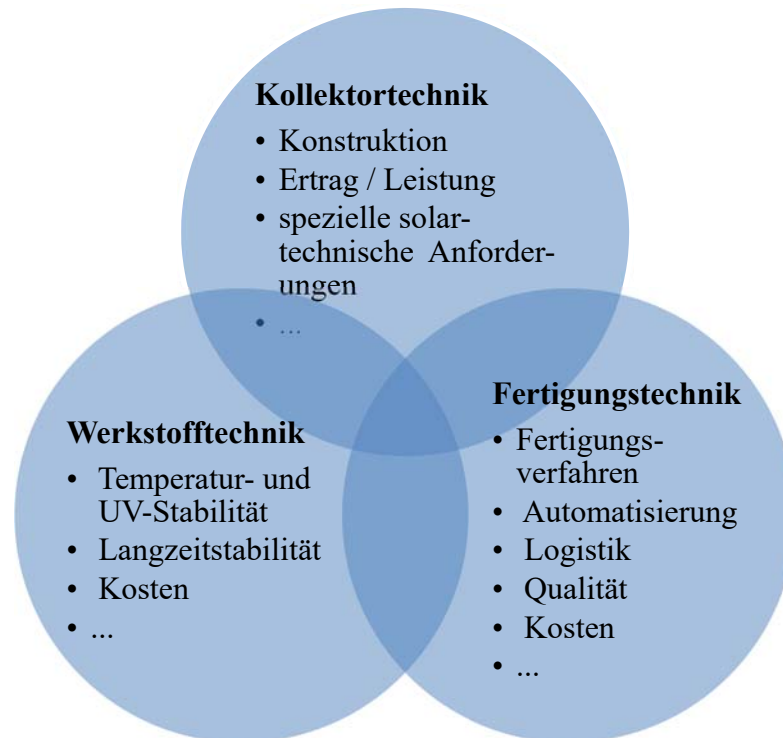 Kollektortechnik
• Konstruktion
• Ertrag / Leistung
• spezielle solar-
technische Anforder-
ungen
• ...
Werkstofftechnik
• Temperatur- und
UV-Stabilität
• Langzeitstabilität
• Kosten
• ...
Fertigungstechnik
• Fertigungs-
verfahren
• Automatisierung
• Logistik
• Qualität
• Kosten
• ...